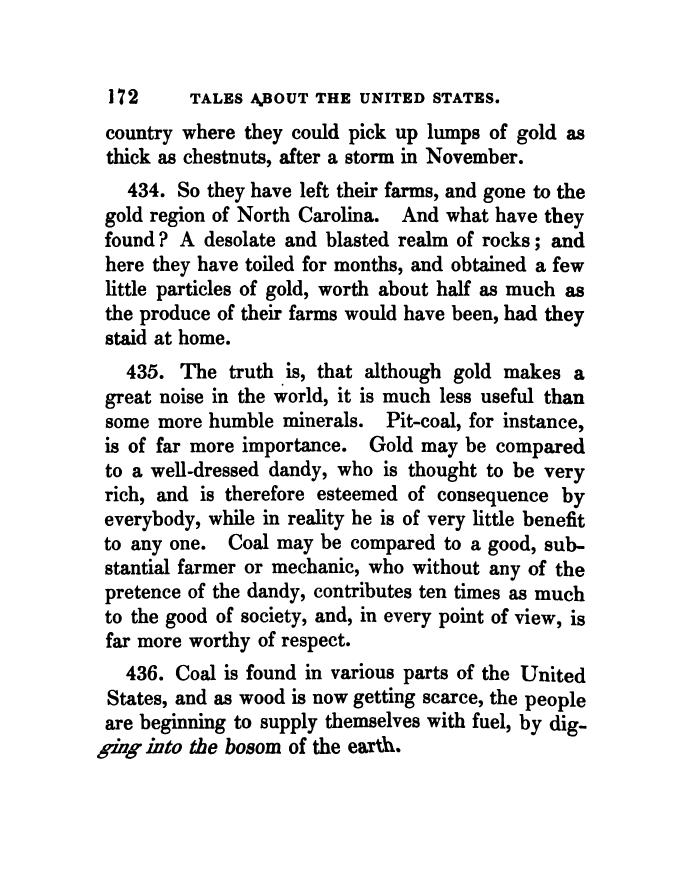 172 TALES ABOUT THE UNITED STATES.
country where they could pick up lumps of gold as
thick as chestnuts, after a storm in November.
434. So they have left their farms, and gone to the
gold region of North Carolina. And what have they
found? A desolate and blasted realm of rocks; and
here they have toiled for months, and obtained a few
little particles of gold, worth about half as much as
the produce of their farms would have been, had they
staid at home.
435. The truth is, that although gold makes a
great noise in the world, it is much less useful than
some more humble minerals. Pit-coal, for instance,
is of far more importance. Gold may be compared
to a well-dressed dandy, who is thought to be very
rich, and is therefore esteemed of consequence by
everybody, while in reality he is of very little benefit
to any one. Coal may be compared to a good, sub-
stantial farmer or mechanic, who without any of the
pretence of the dandy, contributes ten times as much
to the good of society, and, in every point of view, is
far more worthy of respect.
436. Coal is found in various parts of the United
States, and as wood is now getting scarce, the people
are beginning to supply themselves with fuel, by dig-
ging into the bosom of the earth.